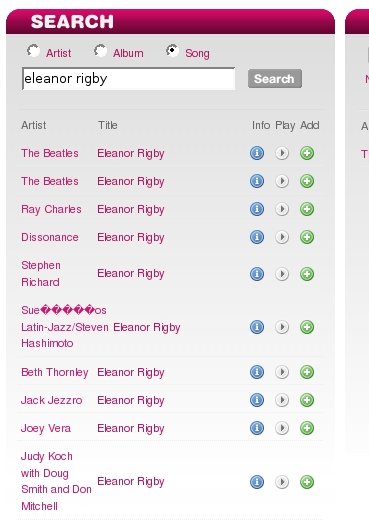 SEARCH
Artist Album Song
eleanor rigby Search
Artist Title Info Play Add
The Beatles Eleanor Rigby
The Beatles Eleanor Rigby
Ray Charles Eleanor Rigby
Dissonance Eleanor Rigby
Stephen
Richard Eleanor Rigby
Sue�����os
Latin-Jazz/Steven Eleanor Rigby
Hashimoto
Beth Thornley Eleanor Rigby
Jack Jezzro Eleanor Rigby
Joey Vera Eleanor Rigby
Judy Koch
with Doug
Smith and Don Eleanor Rigby
Mitchell